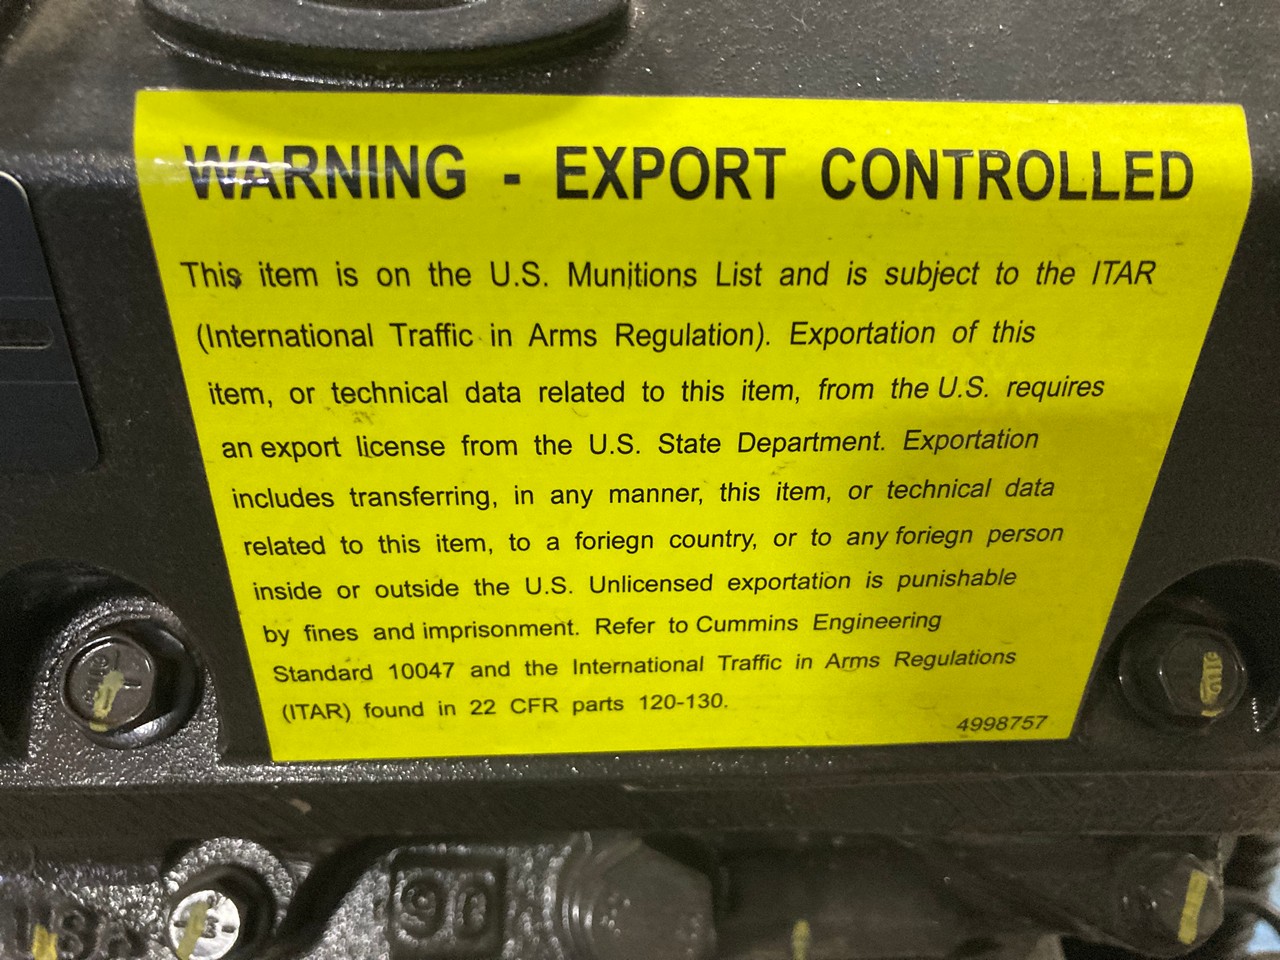 WARNING - EXPORT CONTROLLED
This item is on the U.S. Munitions List and is subject to the ITAR
(International Traffic in Arms Regulation). Exportation of this
item, or technical data related to this item, from the U.S. requires
an export license from the U.S. State Department. Exportation
includes transferring, in any manner, this item, or technical data
related to this item, to a foriegn country, or to any foriegn person
inside or outside the U.S. Unlicensed exportation is punishable
by fines and imprisonment. Refer to Cummins Engineering
Standard 10047 and the International Traffic in Arms Regulations
(ITAR) found in 22 CFR parts 120-130.
4998757
USA
90